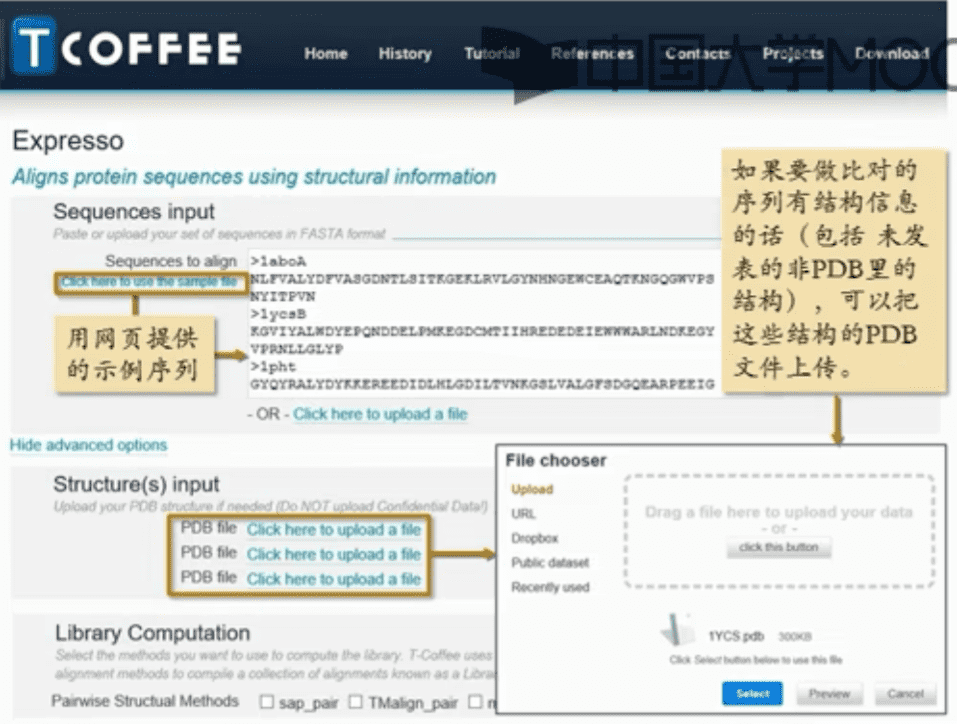 TCOFFEE
Home History Tutorial References Contacts Projects Download
中国大学MOO
Expresso
Aligns protein sequences using structural information
Sequences input
Paste or upload your set of sequences in FASTA format
Sequences to align
Click here to use the sample file
>1aboA
NLFVALYDFVASGDNTLSITKGEKLRVLGYNHNGEWCEAQTKNGQGWVPS
NYITPVN
>1ycsB
KGVIYALWDYEPQNDDELPMKEGDCMTIIHREDEDEIEWWWARLNDKEGY
VPRNLLGLYP
>1pht
GYQYRALYDYKKEREEDIDLHLGDILTVNKGSLVALGFSDGQEARPEEIG
用网页提供
的示例序列
- OR - Click here to upload a file
如果要做比对的
序列有结构信息
的话（包括 未发
表的非PDB里的
结构），可以把
这些结构的PDB
文件上传。
Hide advanced options
Structure(s) input
Upload your PDB structure if needed (Do NOT upload Confidential Data!)
PDB file Click here to upload a file
PDB file Click here to upload a file
PDB file Click here to upload a file
File chooser
Upload
URL
Dropbox
Public dataset
Recently used
Drag a file here to upload your data
- or -
click this button
1YCS.pdb 300KB
Click Select button below to use this file
Select Preview Cancel
Library Computation
Select the methods you want to use to compute the library. T-Coffee uses
alignment methods to compile a collection of alignments known as a Libra
Pairwise Structual Methods sap_pair TMalign_pair